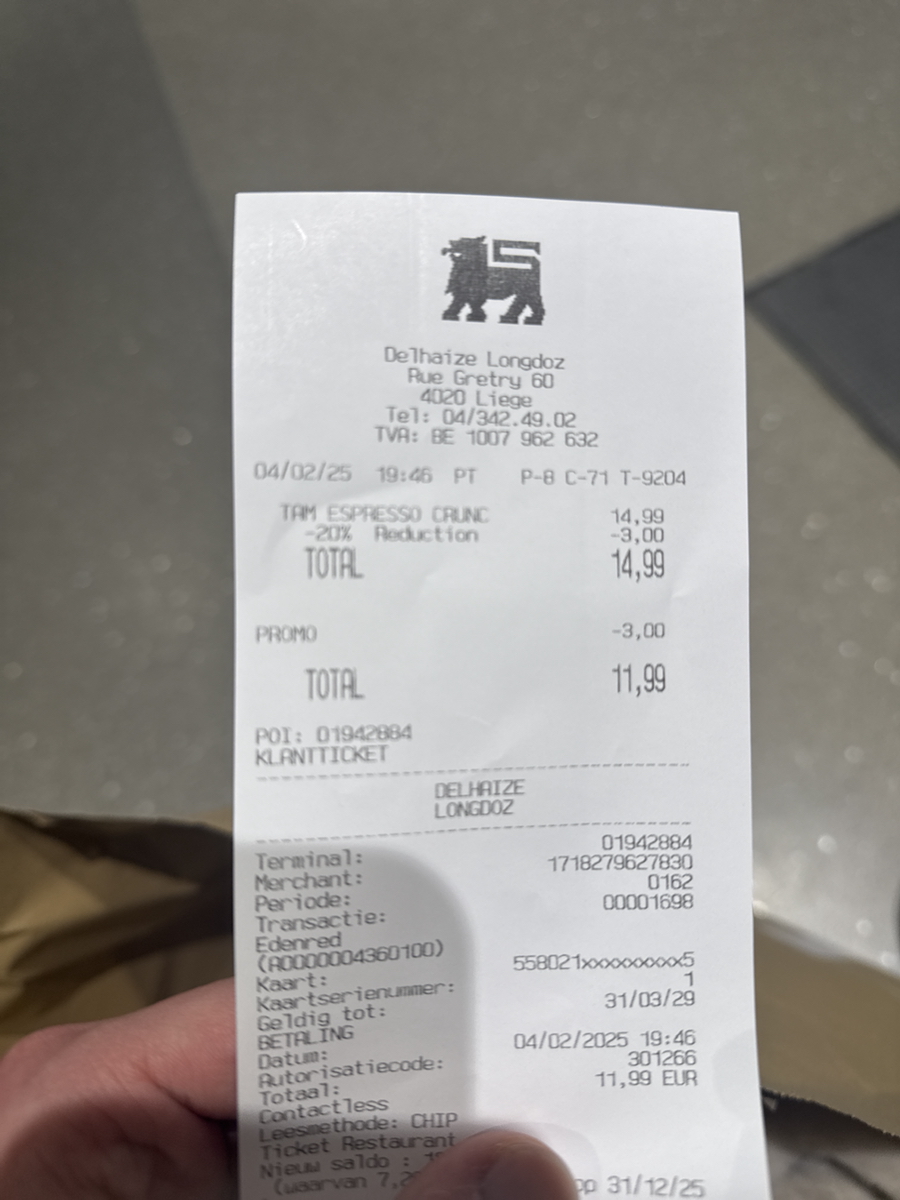 Delhaize Longdoz
Rue Gretry 60
4020 Liege
Tel: 04/342.49.02
TVA: BE 1007 962 632
04/02/25 19:46 PT P-8 C-71 T-9204
TAM ESPRESSO CRUNC 14,99
-20% Reduction -3,00
TOTAL 14,99
PROMO -3,00
TOTAL 11,99
POI: 01942884
KLANTTICKET
DELHAIZE
LONGDOZ
Terminal: 01942884
Merchant: 1718279627830
Periode: 0162
Transactie: 00001698
Edenred
(A0000004360100)
Kaart: 558021xxxxxxxxxx5
Kaartserienummer: 1
Geldig tot: 31/03/29
BETALING
Datum: 04/02/2025 19:46
Autorisatiecode: 301266
Totaal: 11,99 EUR
Contactless
Leesmethode: CHIP
Ticket Restaurant
Nieuw saldo :
(waarvan op 31/12/25